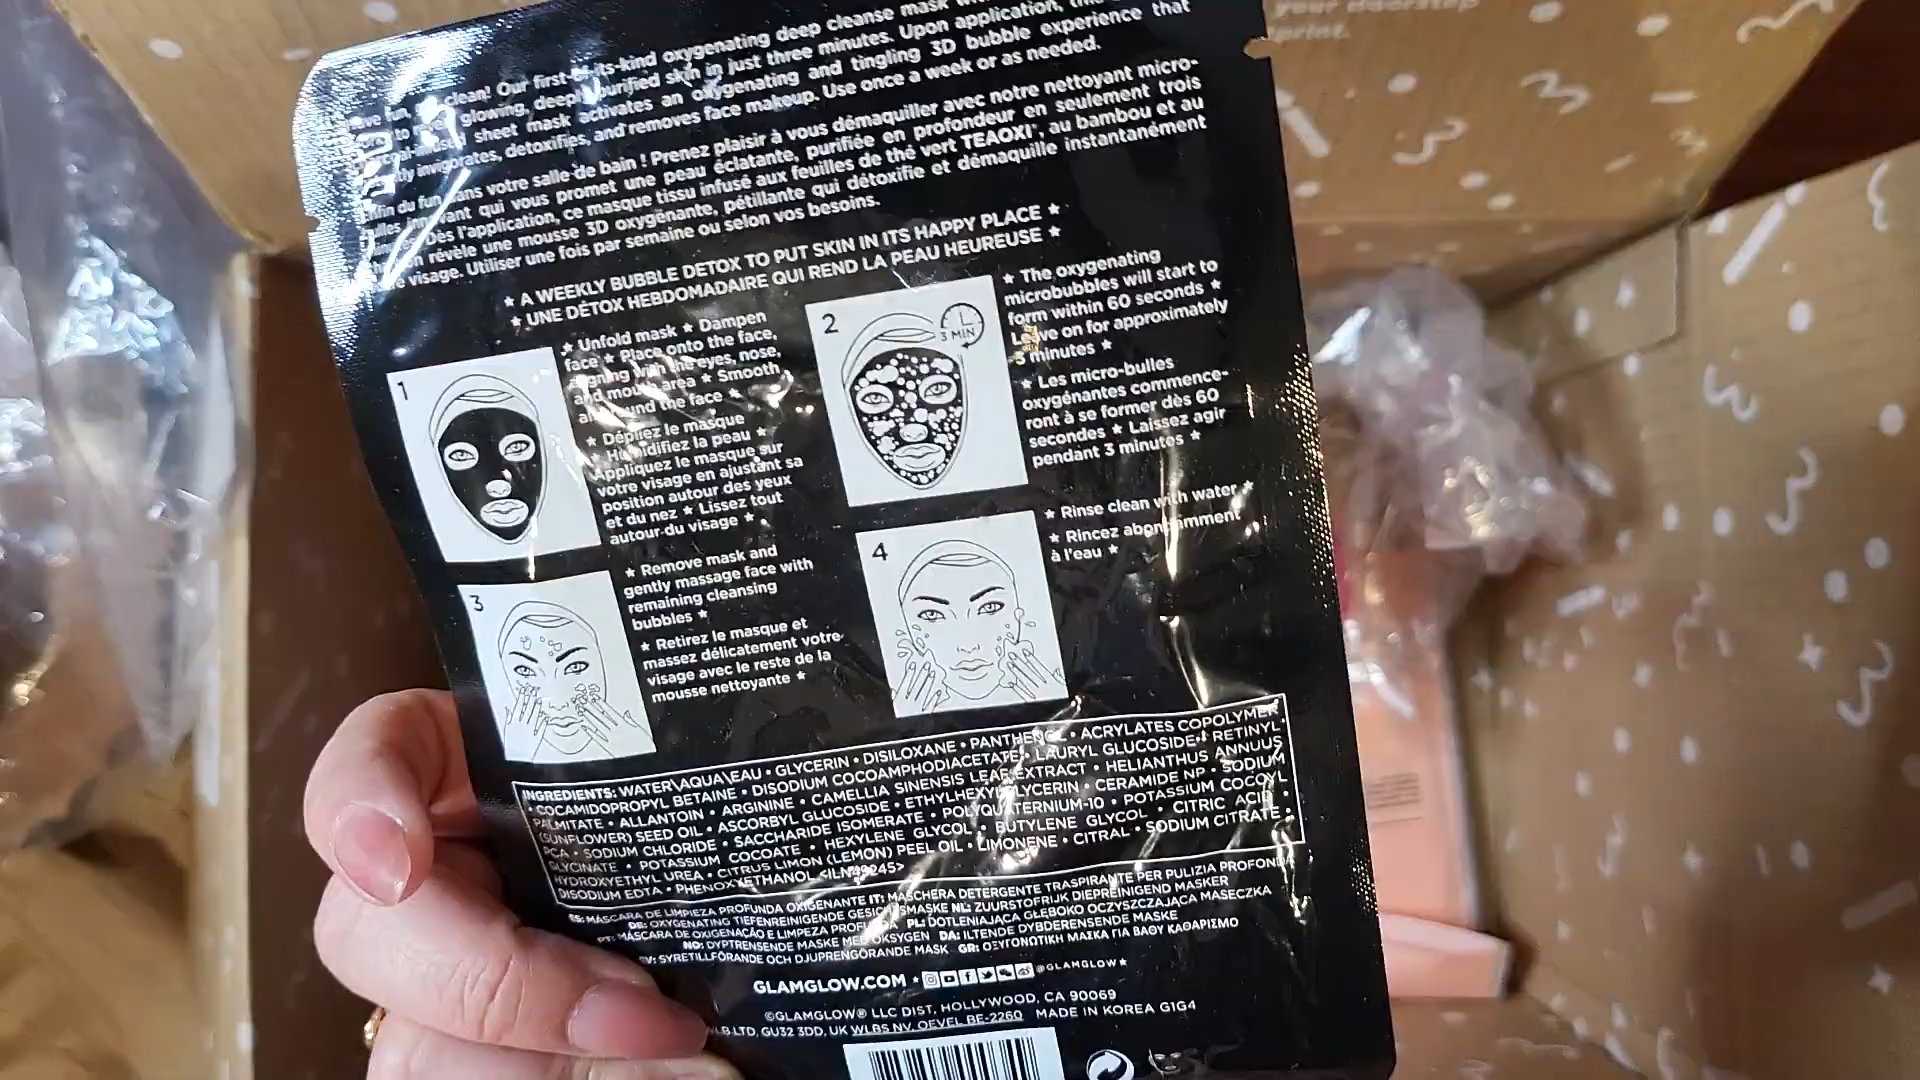 your doorstep
print.
clean! Our first-of-its-kind oxygenating deep cleanse mask
glowing, deeply purified skin in just three minutes. Upon application,
sheet mask activates an oxygenating and tingling 3D bubble experience that
invigorates, detoxifies, and removes face makeup. Use once a week or as needed.
du fun dans votre salle de bain ! Prenez plaisir à vous démaquiller avec notre nettoyant micro-
qui vous promet une peau éclatante, purifiée en profondeur en seulement trois
Dès l'application, ce masque tissu infusé aux feuilles de thé vert TEAOXI™, au bambou et au
révèle une mousse 3D oxygénante, pétillante qui détoxifie et démaquille instantanément
visage. Utiliser une fois par semaine ou selon vos besoins.
★ A WEEKLY BUBBLE DETOX TO PUT SKIN IN ITS HAPPY PLACE ★
★ UNE DÉTOX HEBDOMADAIRE QUI REND LA PEAU HEUREUSE ★
1
★ Unfold mask ★ Dampen
face ★ Place onto the face,
aligning with the eyes, nose,
and mouth area ★ Smooth
all around the face ★
★ Dépliez le masque
★ Humidifiez la peau ★
Appliquez le masque sur
votre visage en ajustant sa
position autour des yeux
et du nez ★ Lissez tout
autour du visage ★
2
3 MIN
★ The oxygenating
microbubbles will start to
form within 60 seconds ★
Leave on for approximately
3 minutes ★
★ Les micro-bulles
oxygénantes commence-
ront à se former dès 60
secondes ★ Laissez agir
pendant 3 minutes ★
3
★ Remove mask and
gently massage face with
remaining cleansing
bubbles ★
★ Retirez le masque et
massez délicatement votre
visage avec le reste de la
mousse nettoyante ★
4
★ Rinse clean with water ★
★ Rincez abondamment
à l'eau ★
INGREDIENTS: WATER\AQUA\EAU • GLYCERIN • DISILOXANE • PANTHENOL • ACRYLATES COPOLYMER
• COCAMIDOPROPYL BETAINE • DISODIUM COCOAMPHODIACETATE • LAURYL GLUCOSIDE • RETINYL
PALMITATE • ALLANTOIN • ARGININE • CAMELLIA SINENSIS LEAF EXTRACT • HELIANTHUS ANNUUS
(SUNFLOWER) SEED OIL • ASCORBYL GLUCOSIDE • ETHYLHEXYLGLYCERIN • CERAMIDE NP • SODIUM
PCA • SODIUM CHLORIDE • SACCHARIDE ISOMERATE • POLYQUATERNIUM-10 • POTASSIUM COCOYL
GLYCINATE • POTASSIUM COCOATE • HEXYLENE GLYCOL • BUTYLENE GLYCOL • CITRIC ACID •
HYDROXYETHYL UREA • CITRUS LIMON (LEMON) PEEL OIL • LIMONENE • CITRAL • SODIUM CITRATE •
DISODIUM EDTA • PHENOXYETHANOL
ES: MÁSCARA DE LIMPIEZA PROFUNDA OXIGENANTE IT: MASCHERA DETERGENTE TRASPIRANTE PER PULIZIA PROFONDA
DE: OXYGENATING TIEFENREINIGENDE GESICHTSMASKE NL: ZUURSTOFRIJK DIEPREINIGEND MASKER
PT: MÁSCARA DE OXIGENAÇÃO E LIMPEZA PROFUNDA PL: DOTLENIAJĄCA GŁĘBOKO OCZYSZCZAJĄCA MASECZKA
NO: DYPTRENSENDE MASKE MED OKSYGEN DA: ILTENDE DYBDERENSENDE MASKE
SV: SYRETILLFÖRANDE OCH DJUPRENGÖRANDE MASK GR: ΟΞΥΓΟΝΩΤΙΚΗ ΜΑΣΚΑ ΓΙΑ ΒΑΘΥ ΚΑΘΑΡΙΣΜΟ
GLAMGLOW.COM ★ @GLAMGLOW ★
©GLAMGLOW® LLC DIST, HOLLYWOOD, CA 90069
LTD, GU32 3DD, UK WLBS NV, OEVEL BE-2260 MADE IN KOREA G1G4